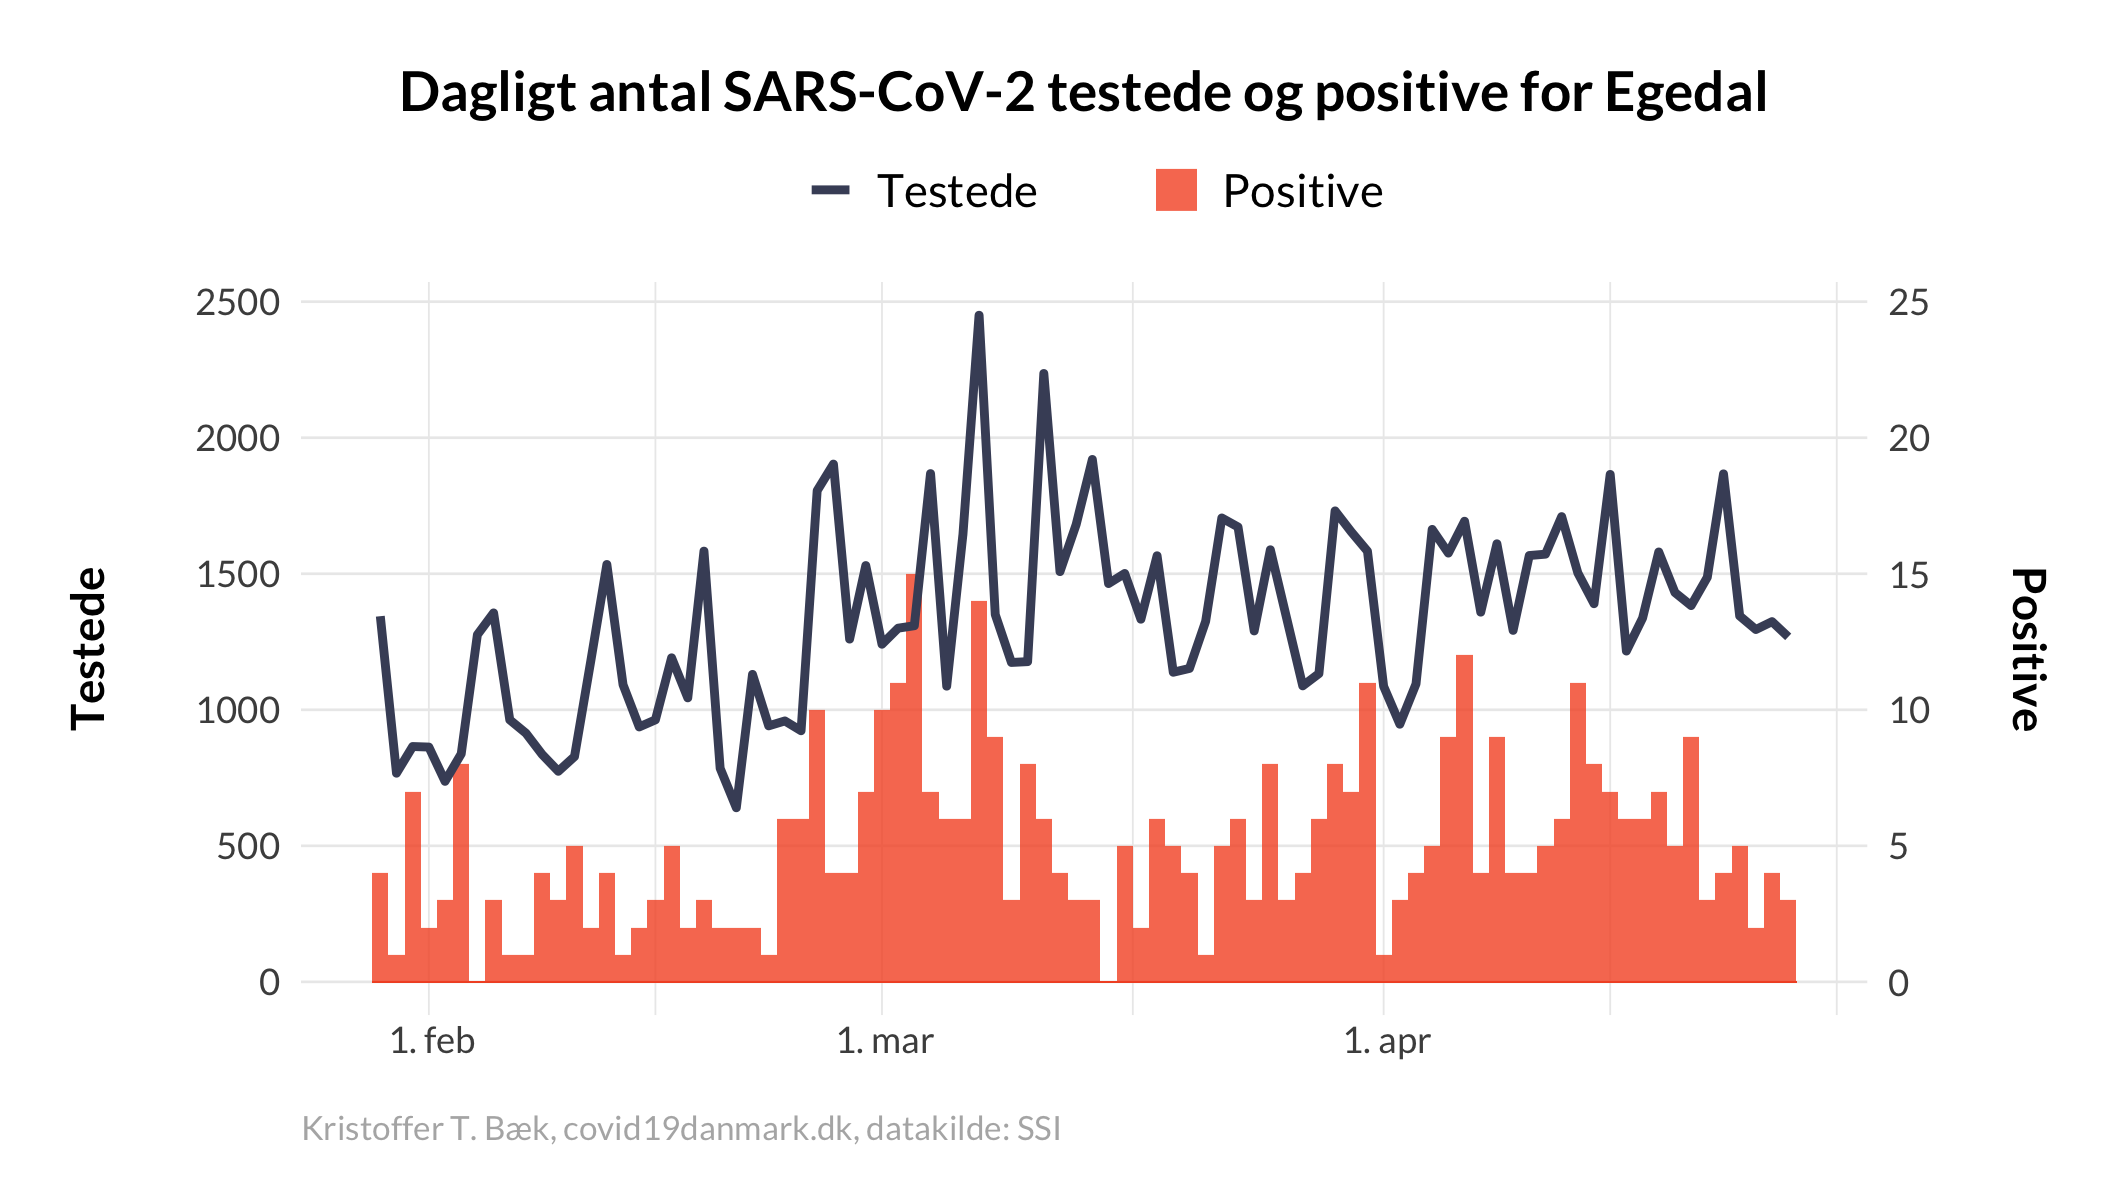 Dagligt antal SARS-CoV-2 testede og positive for Egedal
Testede
Positive
2500
2000
1500
1000
500
0
Testede
25
20
15
10
5
0
Positive
1. feb
1. mar
1. apr
Kristoffer T. Bæk, covid19danmark.dk, datakilde: SSI